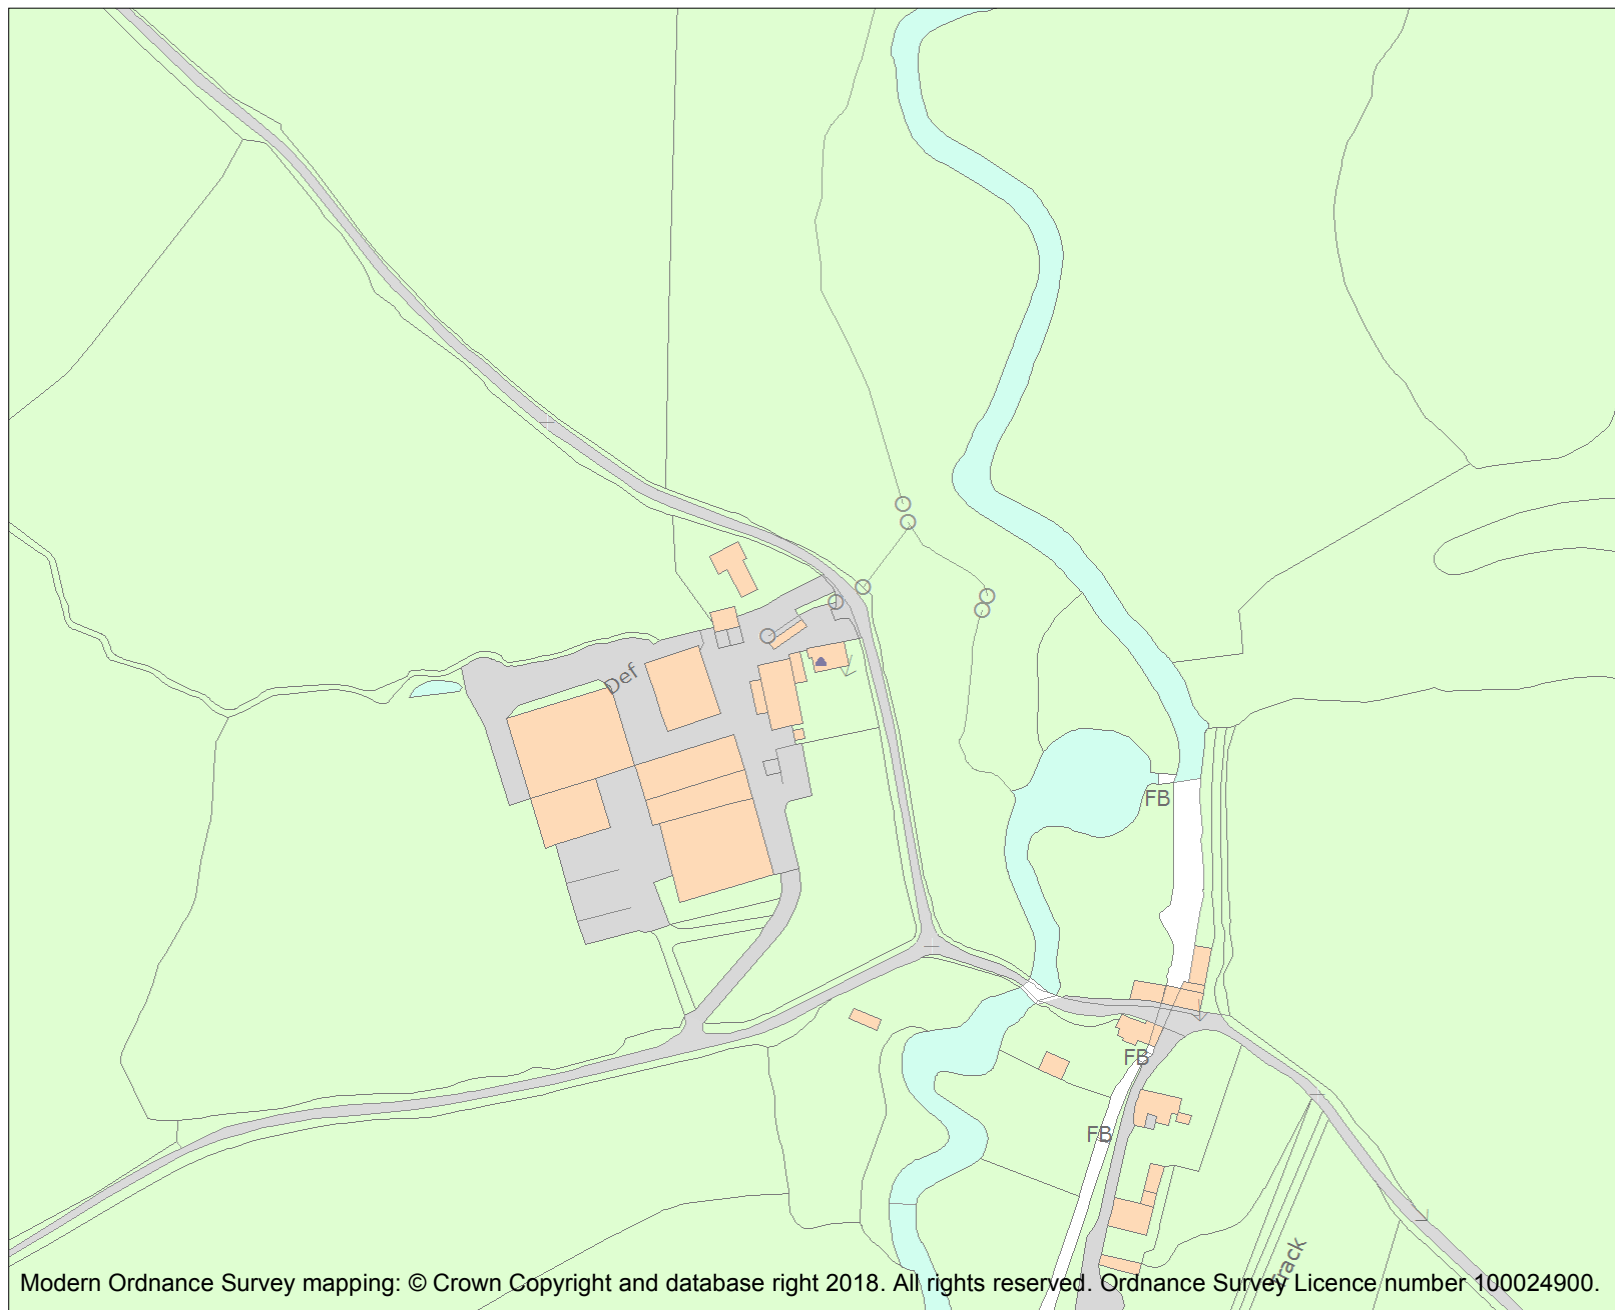 Def
FB
FB
FB
Track
Modern Ordnance Survey mapping: © Crown Copyright and database right 2018. All rights reserved. Ordnance Survey Licence number 100024900.